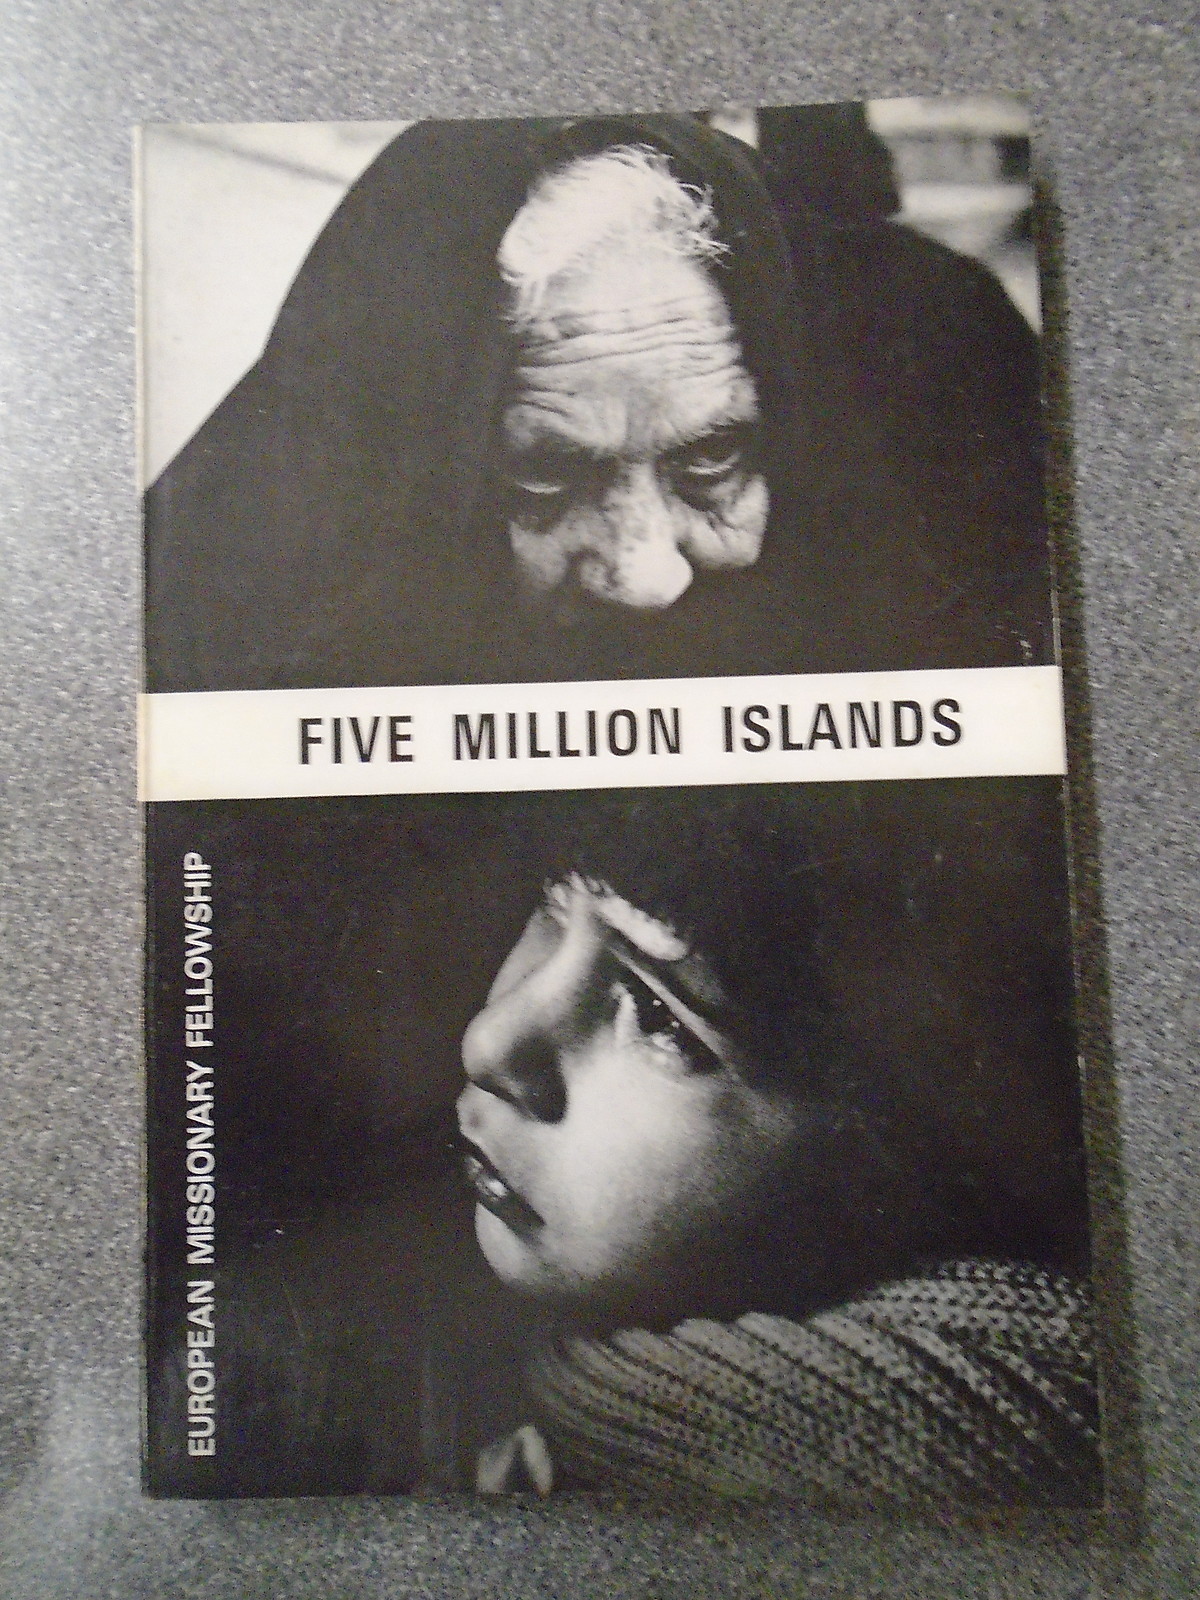 FIVE MILLION ISLANDS
EUROPEAN MISSIONARY FELLOWSHIP